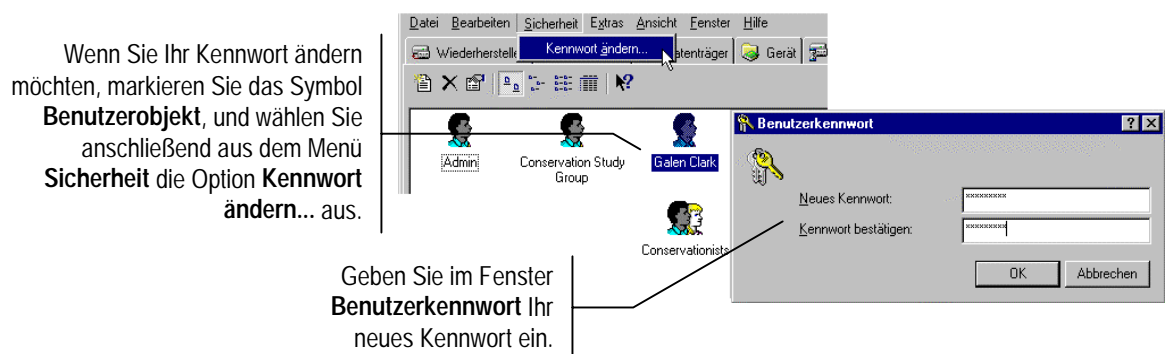 Datei Bearbeiten Sicherheit Extras Ansicht Fenster Hilfe
Wiederherstelle Kennwort ändern... atenträger Gerät
Wenn Sie Ihr Kennwort ändern
möchten, markieren Sie das Symbol
Benutzerobjekt, und wählen Sie
anschließend aus dem Menü
Sicherheit die Option Kennwort
ändern... aus.
Admin
Conservation Study
Group
Galen Clark
Conservationists
Benutzerkennwort
Neues Kennwort: xxxxxxxxx
Kennwort bestätigen: xxxxxxxxx
OK Abbrechen
Geben Sie im Fenster
Benutzerkennwort Ihr
neues Kennwort ein.